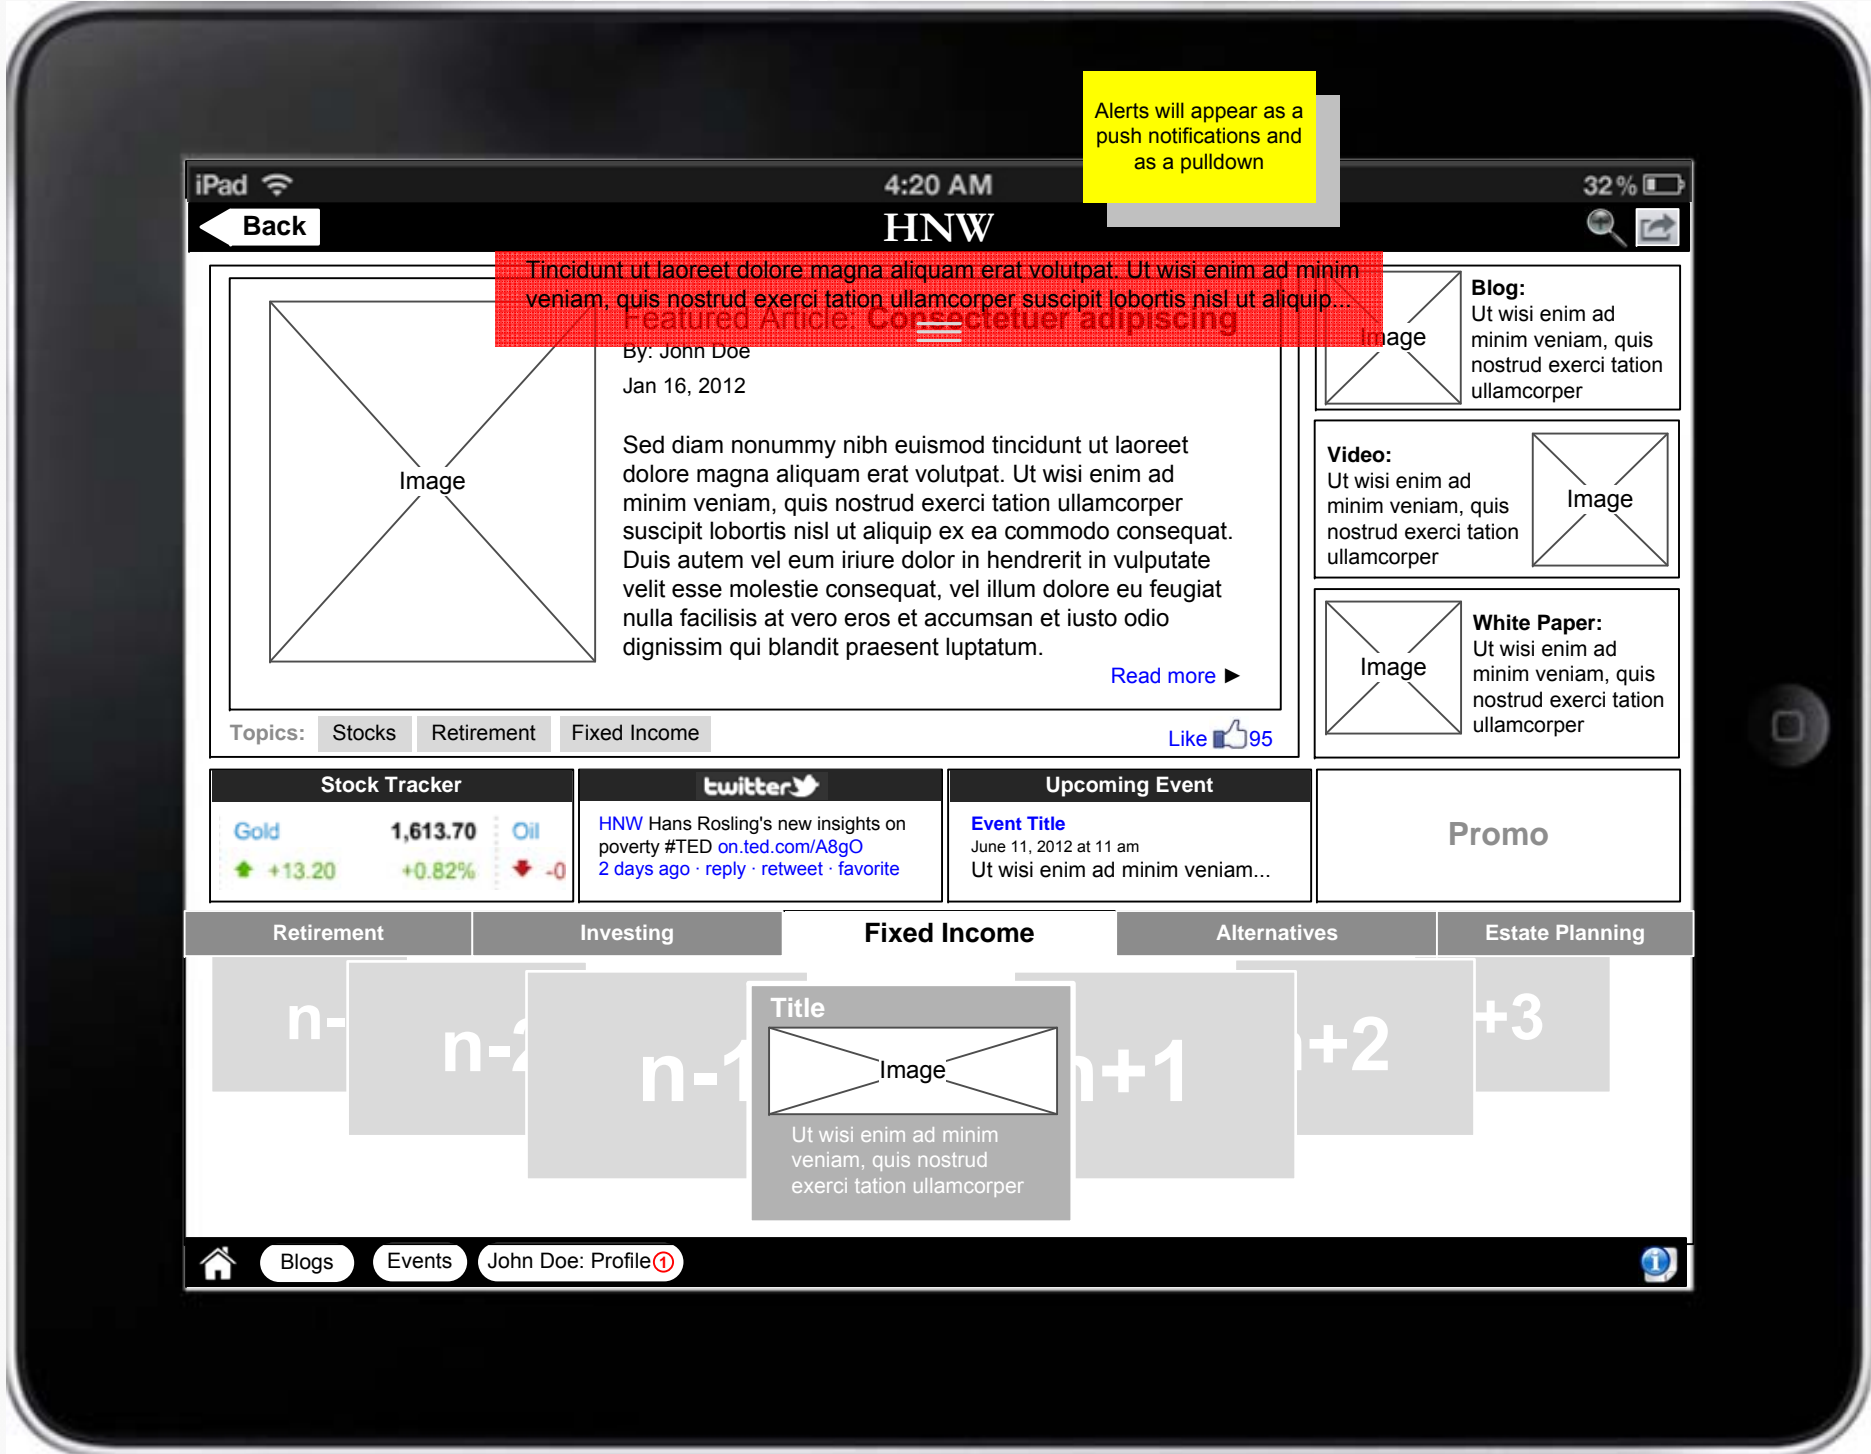 Alerts will appear as a
push notifications and
as a pulldown
iPad
4:20 AM
32%
Back
HNW
Tincidunt ut laoreet dolore magna aliquam erat volutpat. Ut wisi enim ad minim
veniam, quis nostrud exerci tation ullamcorper suscipit lobortis nisl ut aliquip...
Featured Article: Consectetuer adipiscing
By: John Doe
Jan 16, 2012
Image
Sed diam nonummy nibh euismod tincidunt ut laoreet
dolore magna aliquam erat volutpat. Ut wisi enim ad
minim veniam, quis nostrud exerci tation ullamcorper
suscipit lobortis nisl ut aliquip ex ea commodo consequat.
Duis autem vel eum iriure dolor in hendrerit in vulputate
velit esse molestie consequat, vel illum dolore eu feugiat
nulla facilisis at vero eros et accumsan et iusto odio
dignissim qui blandit praesent luptatum.
Read more ►
Topics: Stocks Retirement Fixed Income
Like 95
Image
Blog:
Ut wisi enim ad
minim veniam, quis
nostrud exerci tation
ullamcorper
Video:
Ut wisi enim ad
minim veniam, quis
nostrud exerci tation
ullamcorper
Image
Image
White Paper:
Ut wisi enim ad
minim veniam, quis
nostrud exerci tation
ullamcorper
Stock Tracker
Gold 1,613.70 Oil
+13.20 +0.82% -0
twitter
HNW Hans Rosling's new insights on
poverty #TED on.ted.com/A8gO
2 days ago · reply · retweet · favorite
Upcoming Event
Event Title
June 11, 2012 at 11 am
Ut wisi enim ad minim veniam...
Promo
Retirement
Investing
Fixed Income
Alternatives
Estate Planning
n-
n-2
n-1
Title
Image
Ut wisi enim ad minim
veniam, quis nostrud
exerci tation ullamcorper
n+1
+2
+3
Blogs
Events
John Doe: Profile 1